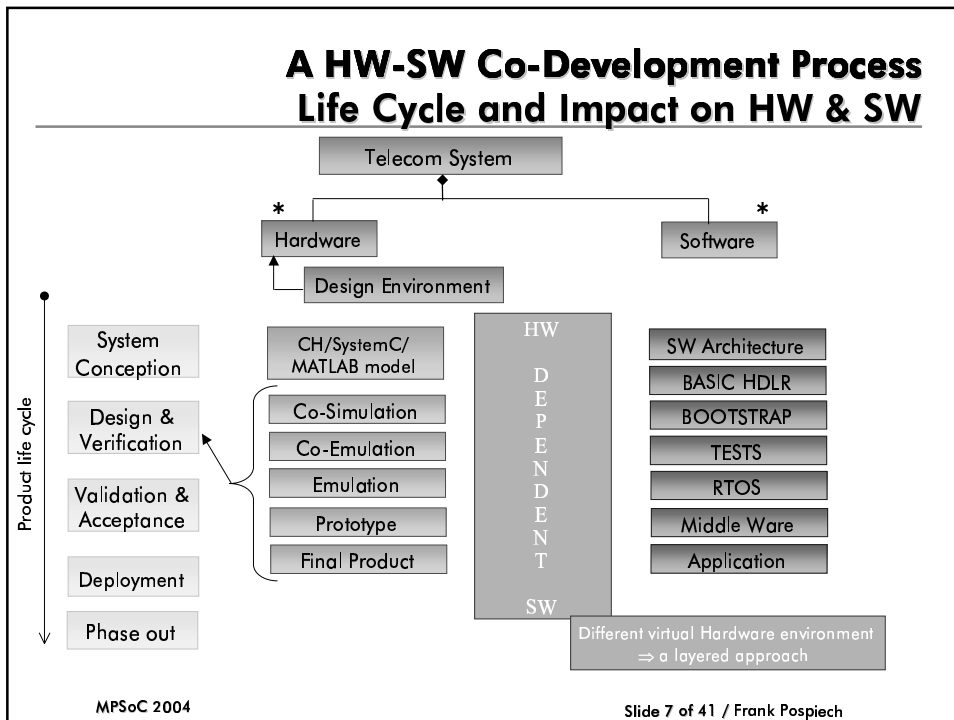 A HW-SW Co-Development Process
Life Cycle and Impact on HW & SW
Telecom System
*
*
Hardware
Software
Design Environment
Product life cycle
System
Conception
Design &
Verification
Validation &
Acceptance
Deployment
Phase out
CH/SystemC/
MATLAB model
Co-Simulation
Co-Emulation
Emulation
Prototype
Final Product
HW
D
E
P
E
N
D
E
N
T
SW
SW Architecture
BASIC HDLR
BOOTSTRAP
TESTS
RTOS
Middle Ware
Application
Different virtual Hardware environment
⇒ a layered approach
MPSoC 2004
Slide 7 of 41 / Frank Pospiech